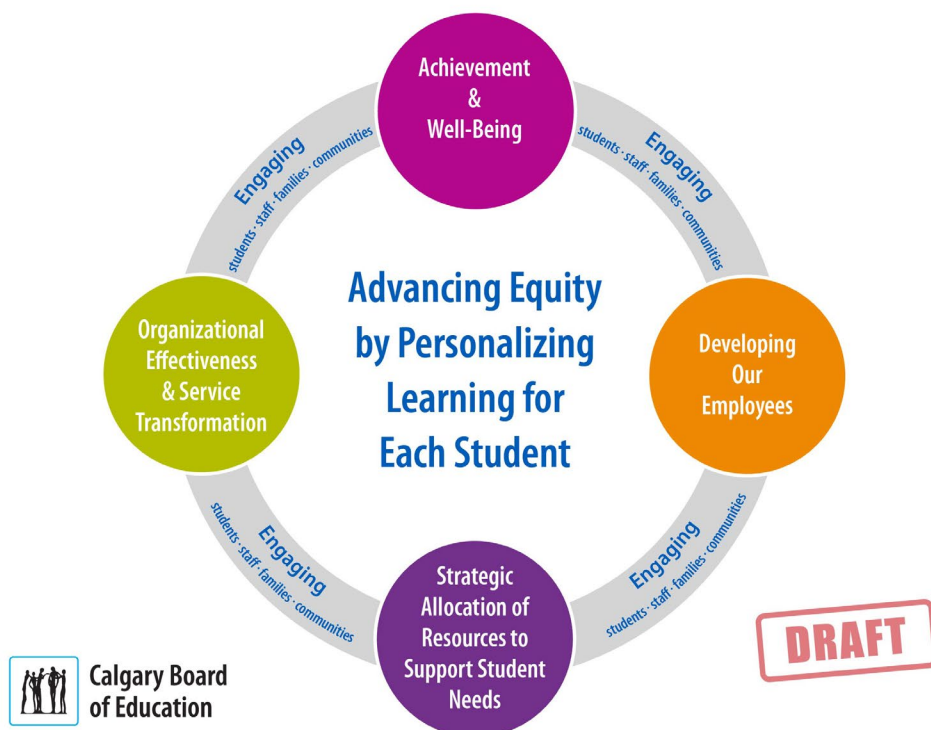 Achievement
&
Well-Being
Engaging
students · staff · families · communities
Engaging
students · staff · families · communities
Advancing Equity
by Personalizing
Learning for
Each Student
Organizational
Effectiveness
& Service
Transformation
Developing
Our
Employees
Engaging
students · staff · families · communities
Engaging
students · staff · families · communities
Strategic
Allocation of
Resources to
Support Student
Needs
DRAFT
Calgary Board
of Education